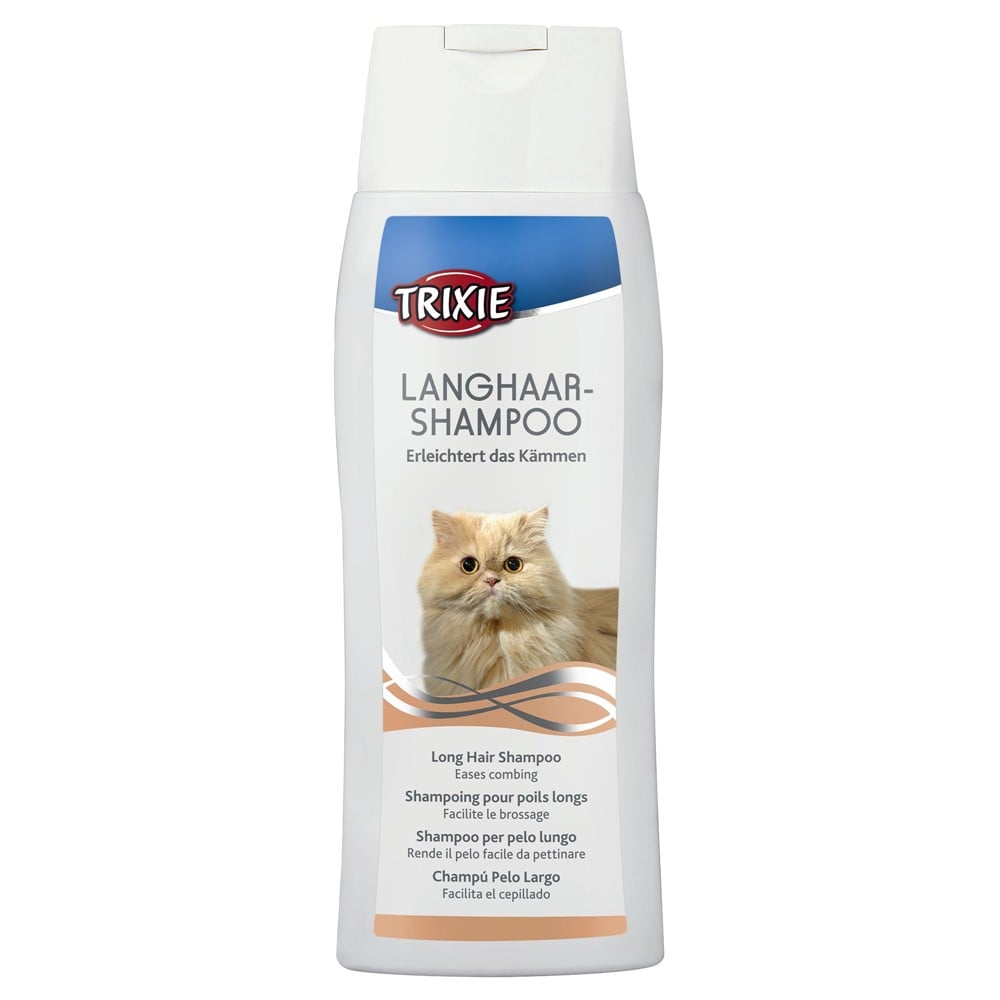 TRIXIE
LANGHAAR-
SHAMPOO
Erleichtert das Kämmen
Long Hair Shampoo
Eases combing
Shampoing pour poils longs
Facilite le brossage
Shampoo per pelo lungo
Rende il pelo facile da pettinare
Champú Pelo Largo
Facilita el cepillado